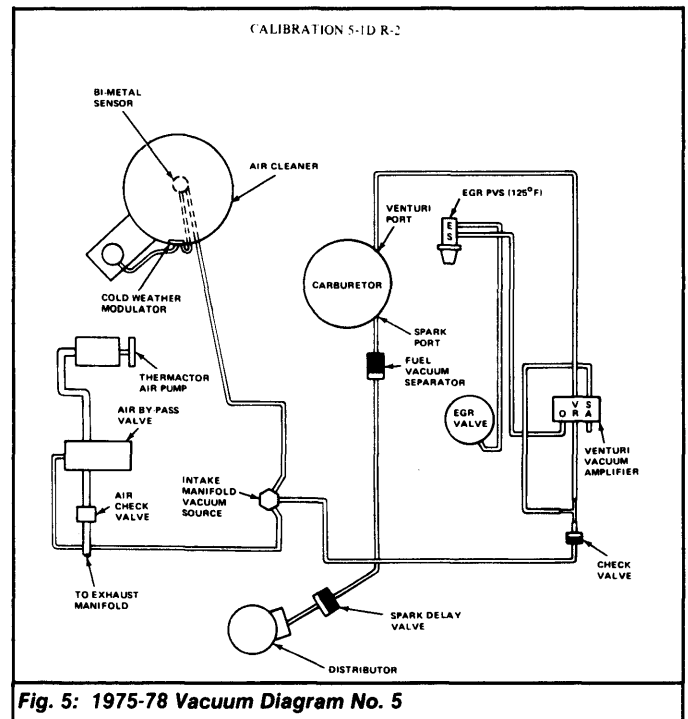 CALIBRATION 5-1D R-2
BI-METAL
SENSOR
AIR CLEANER
COLD WEATHER
MODULATOR
THERMACTOR
AIR PUMP
AIR BY-PASS
VALVE
AIR
CHECK
VALVE
TO EXHAUST
MANIFOLD
INTAKE
MANIFOLD
VACUUM
SOURCE
VENTURI
PORT
CARBURETOR
SPARK
PORT
FUEL
VACUUM
SEPARATOR
EGR PVS (125°F)
E
S
EGR
VALVE
V S
O R A
VENTURI
VACUUM
AMPLIFIER
CHECK
VALVE
SPARK DELAY
VALVE
DISTRIBUTOR
Fig. 5: 1975-78 Vacuum Diagram No. 5